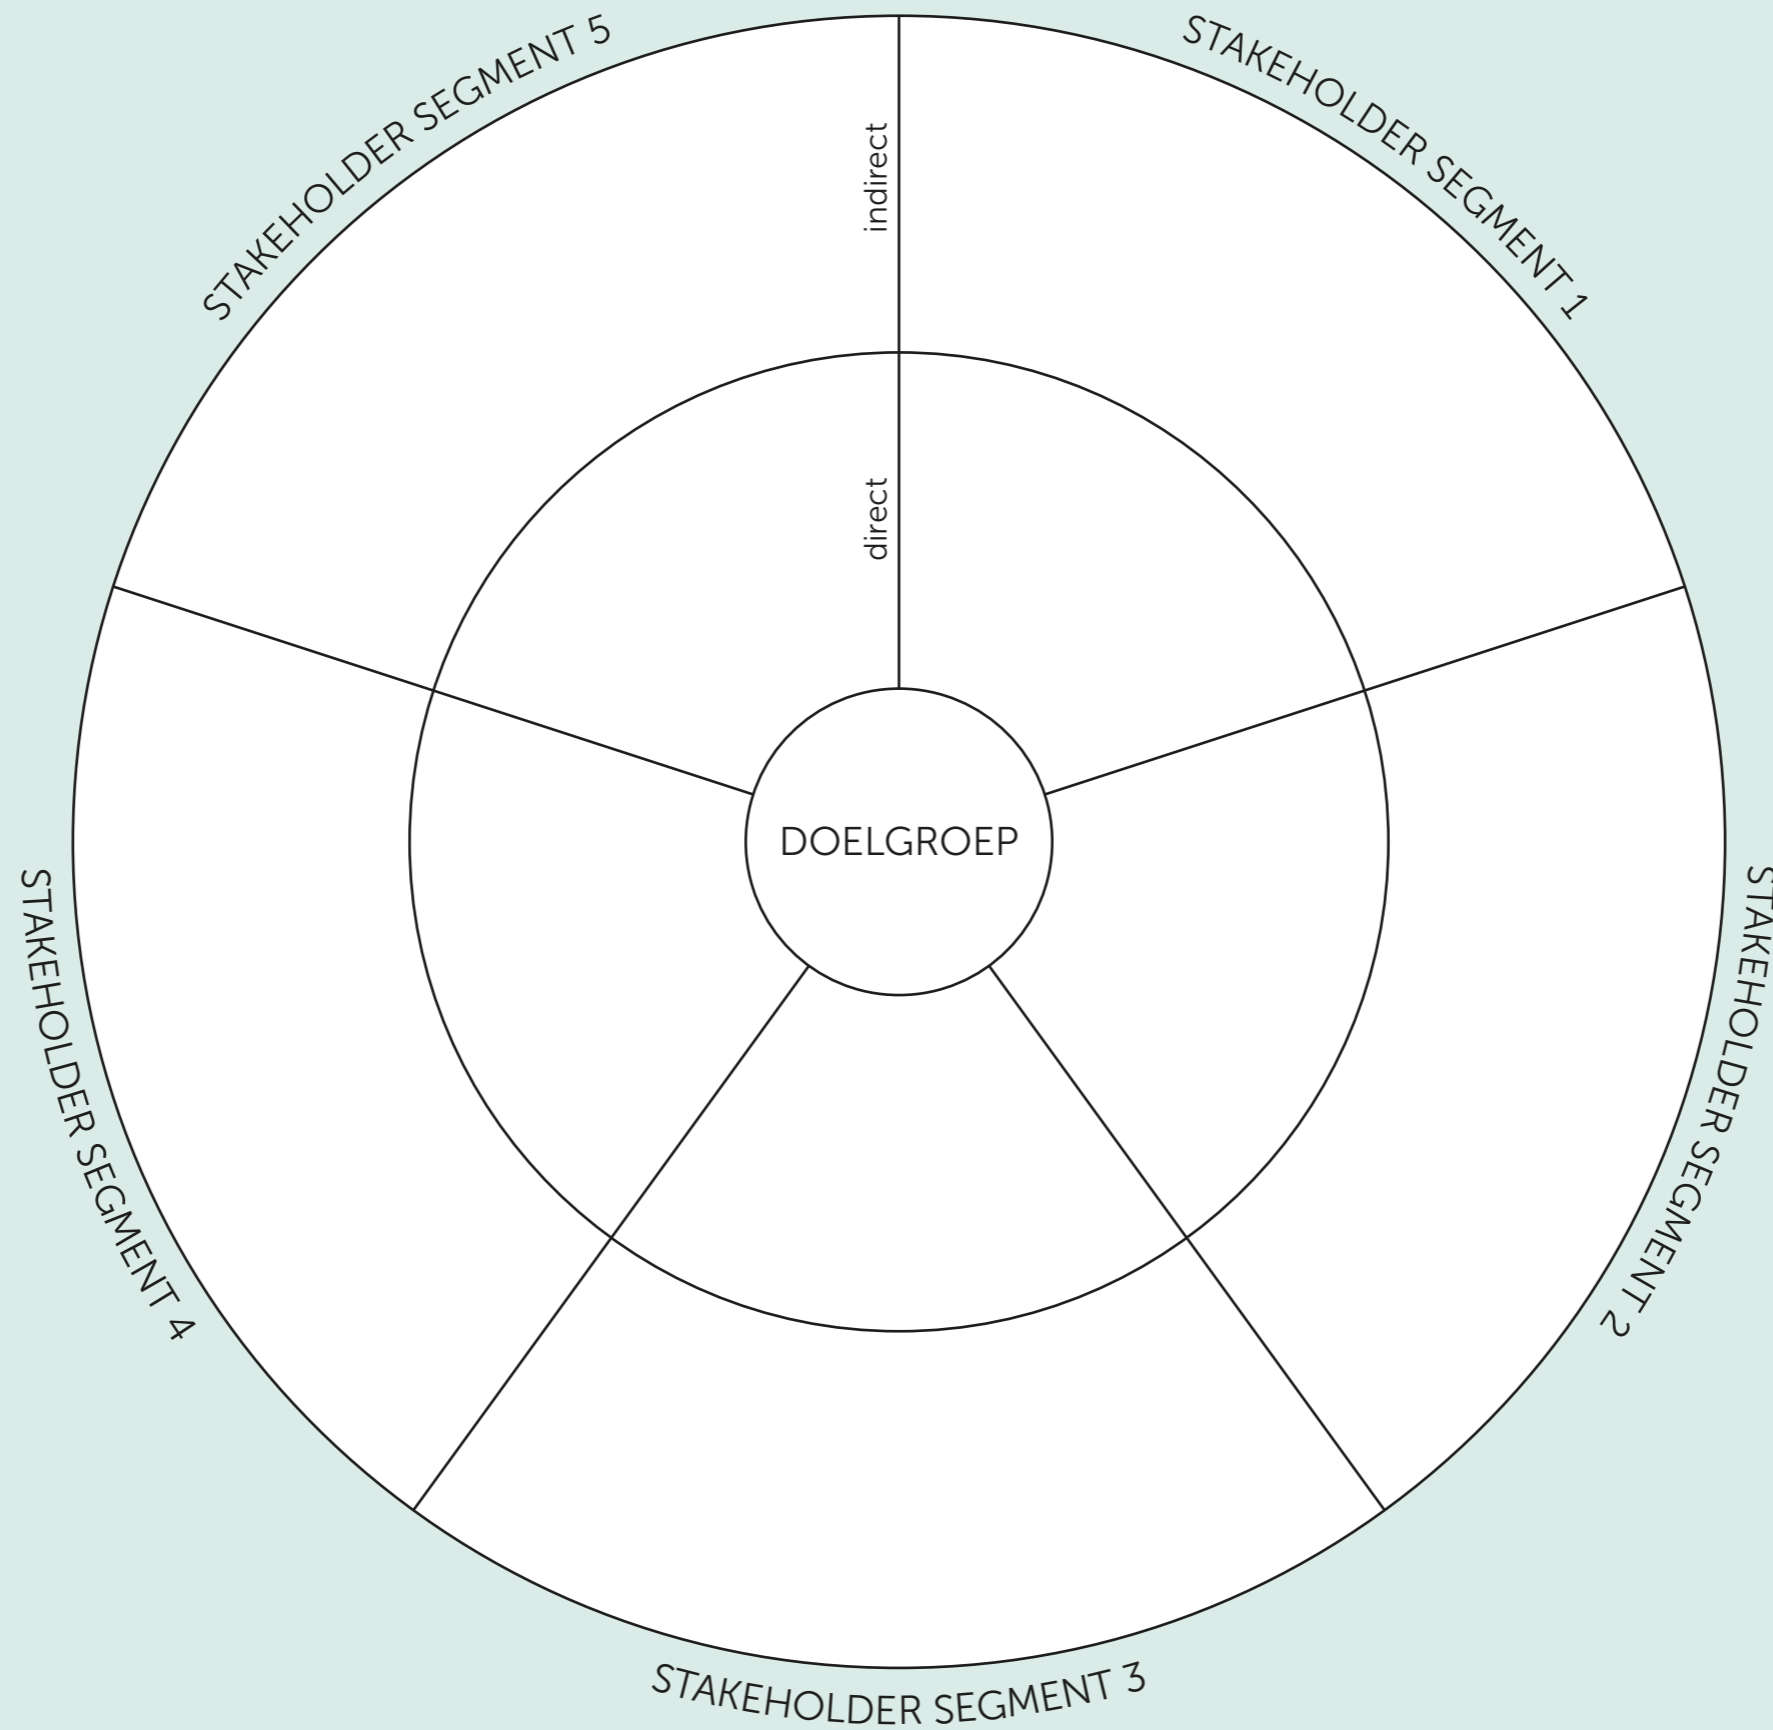 STAKEHOLDER SEGMENT 5
STAKEHOLDER SEGMENT 1
indirect
direct
DOELGROEP
STAKEHOLDER SEGMENT 4
STAKEHOLDER SEGMENT 2
STAKEHOLDER SEGMENT 3